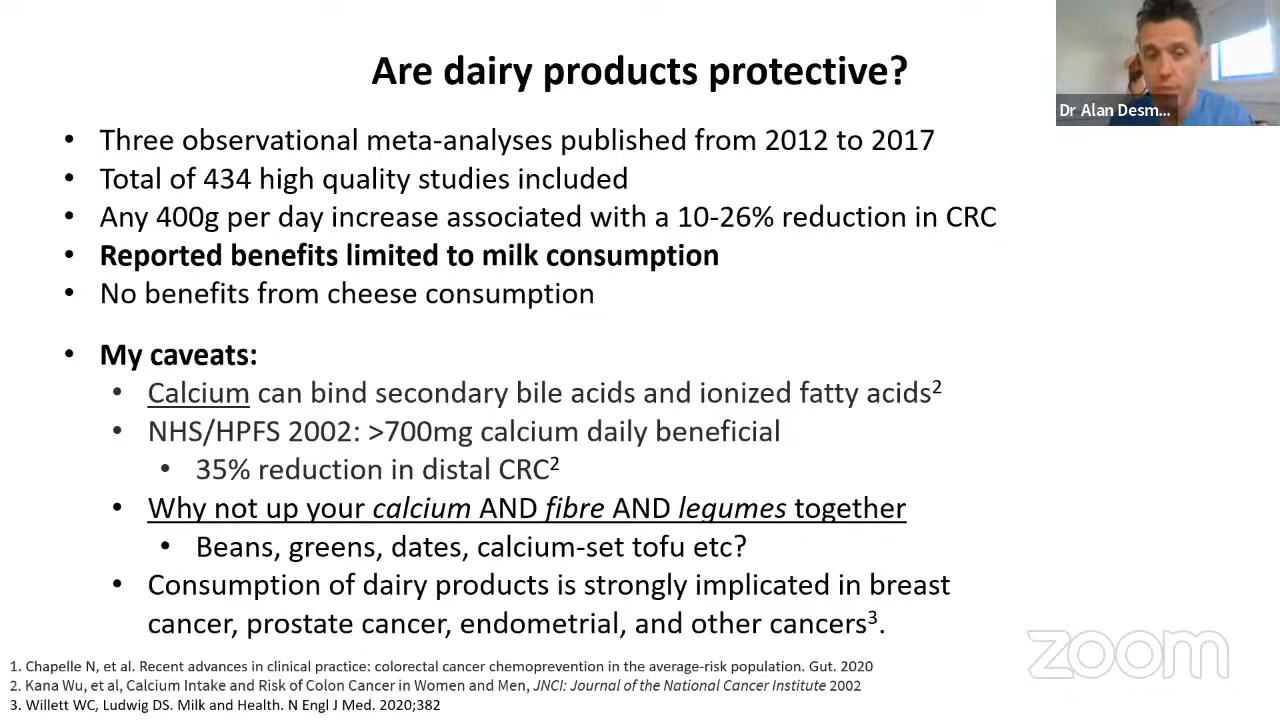 Are dairy products protective?
Dr Alan Desm...
• Three observational meta-analyses published from 2012 to 2017
• Total of 434 high quality studies included
• Any 400g per day increase associated with a 10-26% reduction in CRC
• Reported benefits limited to milk consumption
• No benefits from cheese consumption
• My caveats:
• Calcium can bind secondary bile acids and ionized fatty acids²
• NHS/HPFS 2002: >700mg calcium daily beneficial
• 35% reduction in distal CRC²
• Why not up your calcium AND fibre AND legumes together
• Beans, greens, dates, calcium-set tofu etc?
• Consumption of dairy products is strongly implicated in breast
cancer, prostate cancer, endometrial, and other cancers³.
zoom
1. Chapelle N, et al. Recent advances in clinical practice: colorectal cancer chemoprevention in the average-risk population. Gut. 2020
2. Kana Wu, et al, Calcium Intake and Risk of Colon Cancer in Women and Men, JNCI: Journal of the National Cancer Institute 2002
3. Willett WC, Ludwig DS. Milk and Health. N Engl J Med. 2020;382